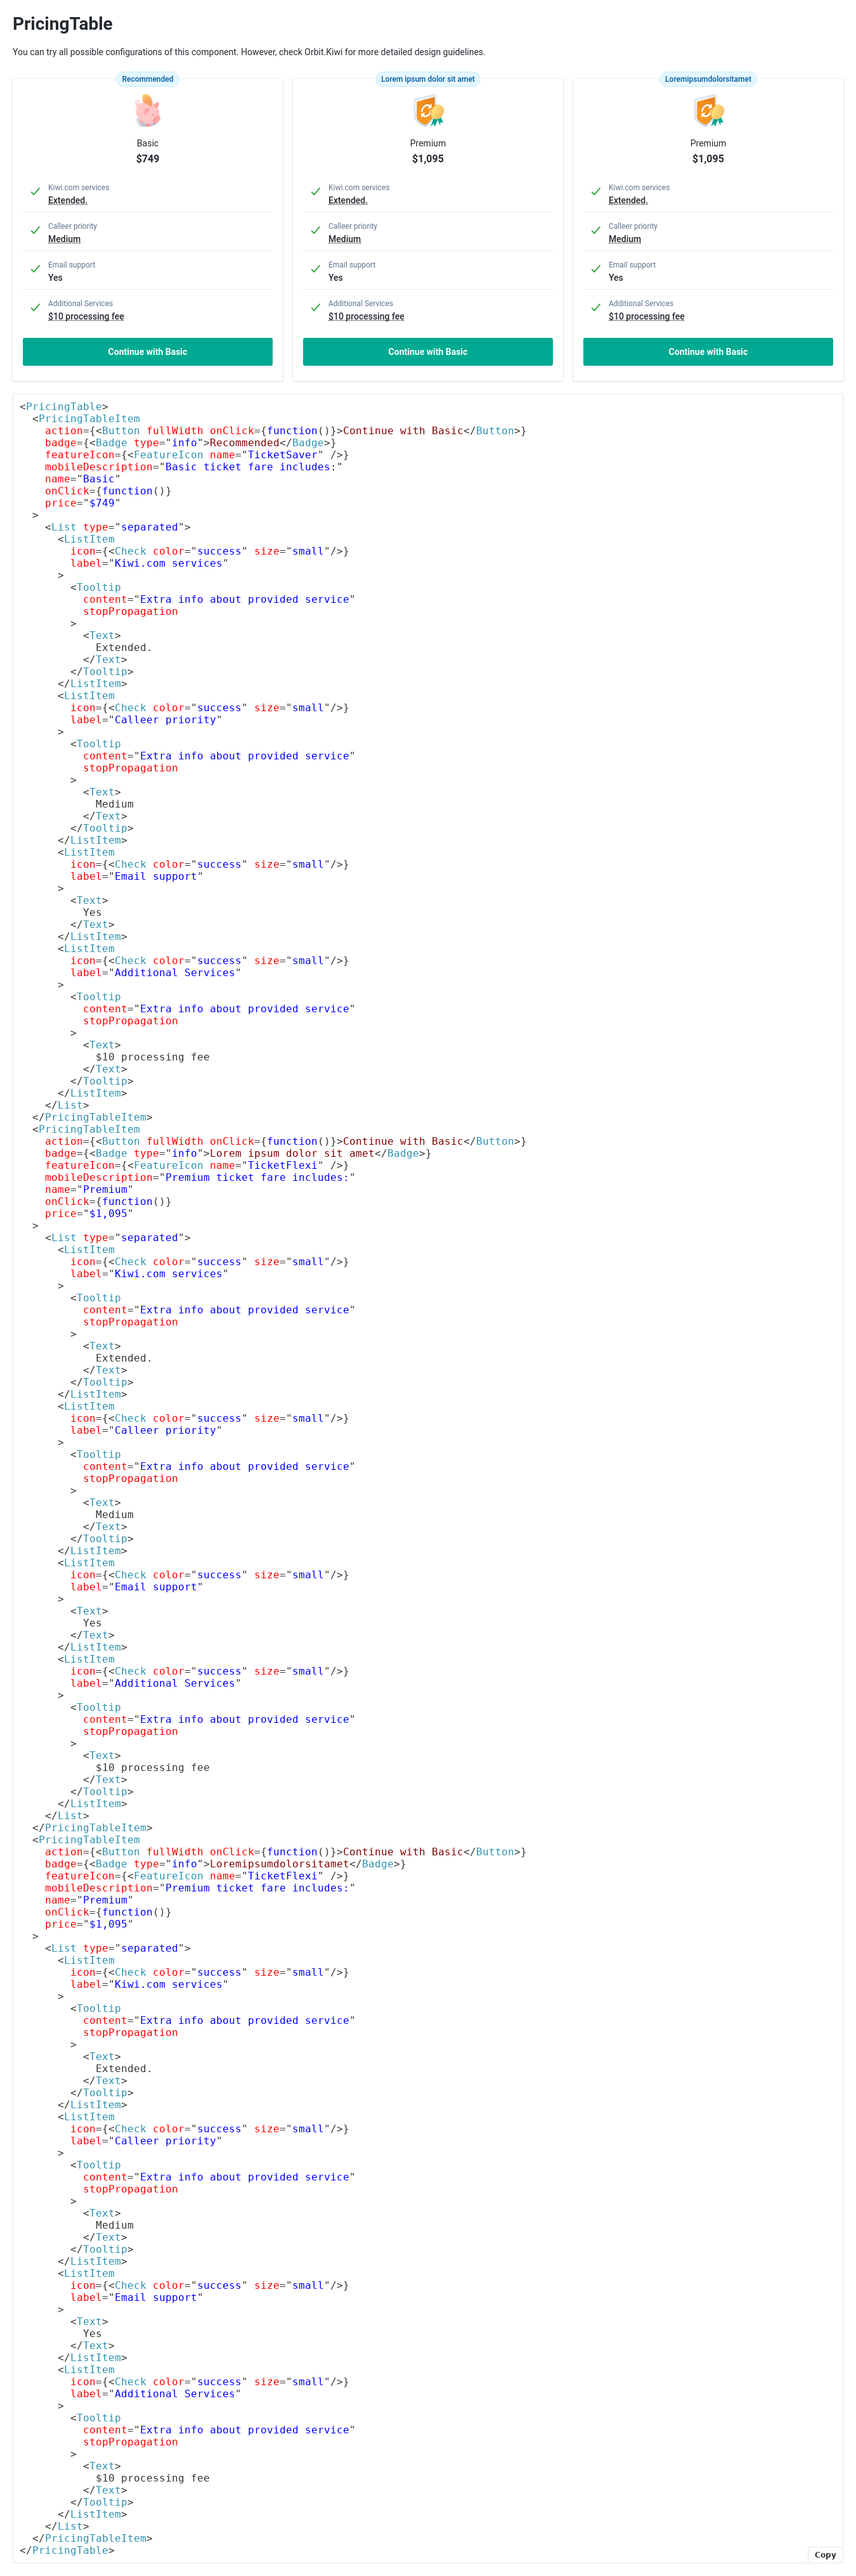 PricingTable
You can try all possible configurations of this component. However, check Orbit.Kiwi for more detailed design guidelines.
Recommended
Basic
$749
Kiwi.com services
Extended.
Calleer priority
Medium
Email support
Yes
Additional Services
$10 processing fee
Continue with Basic
Lorem ipsum dolor sit amet
Premium
$1,095
Kiwi.com services
Extended.
Calleer priority
Medium
Email support
Yes
Additional Services
$10 processing fee
Continue with Basic
Loremipsumdolorsitamet
Premium
$1,095
Kiwi.com services
Extended.
Calleer priority
Medium
Email support
Yes
Additional Services
$10 processing fee
Continue with Basic
<PricingTable>
  <PricingTableItem
    action={<Button fullWidth onClick={function()}>Continue with Basic</Button>}
    badge={<Badge type="info">Recommended</Badge>}
    featureIcon={<FeatureIcon name="TicketSaver" />}
    mobileDescription="Basic ticket fare includes:"
    name="Basic"
    onClick={function()}
    price="$749"
  >
    <List type="separated">
      <ListItem
        icon={<Check color="success" size="small"/>}
        label="Kiwi.com services"
      >
        <Tooltip
          content="Extra info about provided service"
          stopPropagation
        >
          <Text>
            Extended.
          </Text>
        </Tooltip>
      </ListItem>
      <ListItem
        icon={<Check color="success" size="small"/>}
        label="Calleer priority"
      >
        <Tooltip
          content="Extra info about provided service"
          stopPropagation
        >
          <Text>
            Medium
          </Text>
        </Tooltip>
      </ListItem>
      <ListItem
        icon={<Check color="success" size="small"/>}
        label="Email support"
      >
        <Text>
          Yes
        </Text>
      </ListItem>
      <ListItem
        icon={<Check color="success" size="small"/>}
        label="Additional Services"
      >
        <Tooltip
          content="Extra info about provided service"
          stopPropagation
        >
          <Text>
            $10 processing fee
          </Text>
        </Tooltip>
      </ListItem>
    </List>
  </PricingTableItem>
  <PricingTableItem
    action={<Button fullWidth onClick={function()}>Continue with Basic</Button>}
    badge={<Badge type="info">Lorem ipsum dolor sit amet</Badge>}
    featureIcon={<FeatureIcon name="TicketFlexi" />}
    mobileDescription="Premium ticket fare includes:"
    name="Premium"
    onClick={function()}
    price="$1,095"
  >
    <List type="separated">
      <ListItem
        icon={<Check color="success" size="small"/>}
        label="Kiwi.com services"
      >
        <Tooltip
          content="Extra info about provided service"
          stopPropagation
        >
          <Text>
            Extended.
          </Text>
        </Tooltip>
      </ListItem>
      <ListItem
        icon={<Check color="success" size="small"/>}
        label="Calleer priority"
      >
        <Tooltip
          content="Extra info about provided service"
          stopPropagation
        >
          <Text>
            Medium
          </Text>
        </Tooltip>
      </ListItem>
      <ListItem
        icon={<Check color="success" size="small"/>}
        label="Email support"
      >
        <Text>
          Yes
        </Text>
      </ListItem>
      <ListItem
        icon={<Check color="success" size="small"/>}
        label="Additional Services"
      >
        <Tooltip
          content="Extra info about provided service"
          stopPropagation
        >
          <Text>
            $10 processing fee
          </Text>
        </Tooltip>
      </ListItem>
    </List>
  </PricingTableItem>
  <PricingTableItem
    action={<Button fullWidth onClick={function()}>Continue with Basic</Button>}
    badge={<Badge type="info">Loremipsumdolorsitamet</Badge>}
    featureIcon={<FeatureIcon name="TicketFlexi" />}
    mobileDescription="Premium ticket fare includes:"
    name="Premium"
    onClick={function()}
    price="$1,095"
  >
    <List type="separated">
      <ListItem
        icon={<Check color="success" size="small"/>}
        label="Kiwi.com services"
      >
        <Tooltip
          content="Extra info about provided service"
          stopPropagation
        >
          <Text>
            Extended.
          </Text>
        </Tooltip>
      </ListItem>
      <ListItem
        icon={<Check color="success" size="small"/>}
        label="Calleer priority"
      >
        <Tooltip
          content="Extra info about provided service"
          stopPropagation
        >
          <Text>
            Medium
          </Text>
        </Tooltip>
      </ListItem>
      <ListItem
        icon={<Check color="success" size="small"/>}
        label="Email support"
      >
        <Text>
          Yes
        </Text>
      </ListItem>
      <ListItem
        icon={<Check color="success" size="small"/>}
        label="Additional Services"
      >
        <Tooltip
          content="Extra info about provided service"
          stopPropagation
        >
          <Text>
            $10 processing fee
          </Text>
        </Tooltip>
      </ListItem>
    </List>
  </PricingTableItem>
</PricingTable>
Copy